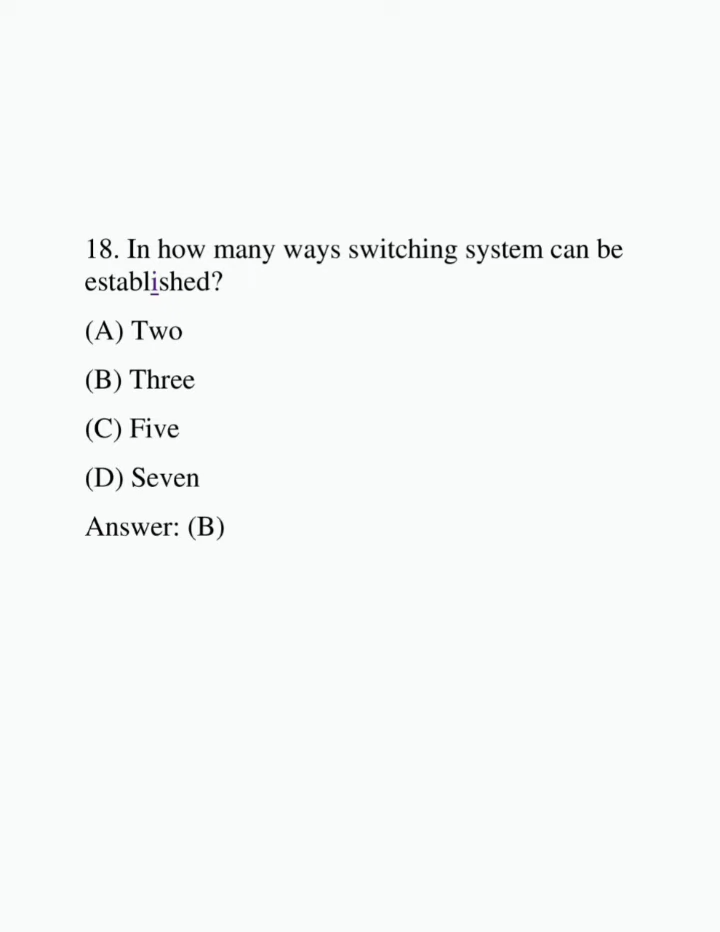 18. In how many ways switching system can be
established?
(A) Two
(B) Three
(C) Five
(D) Seven
Answer: (B)